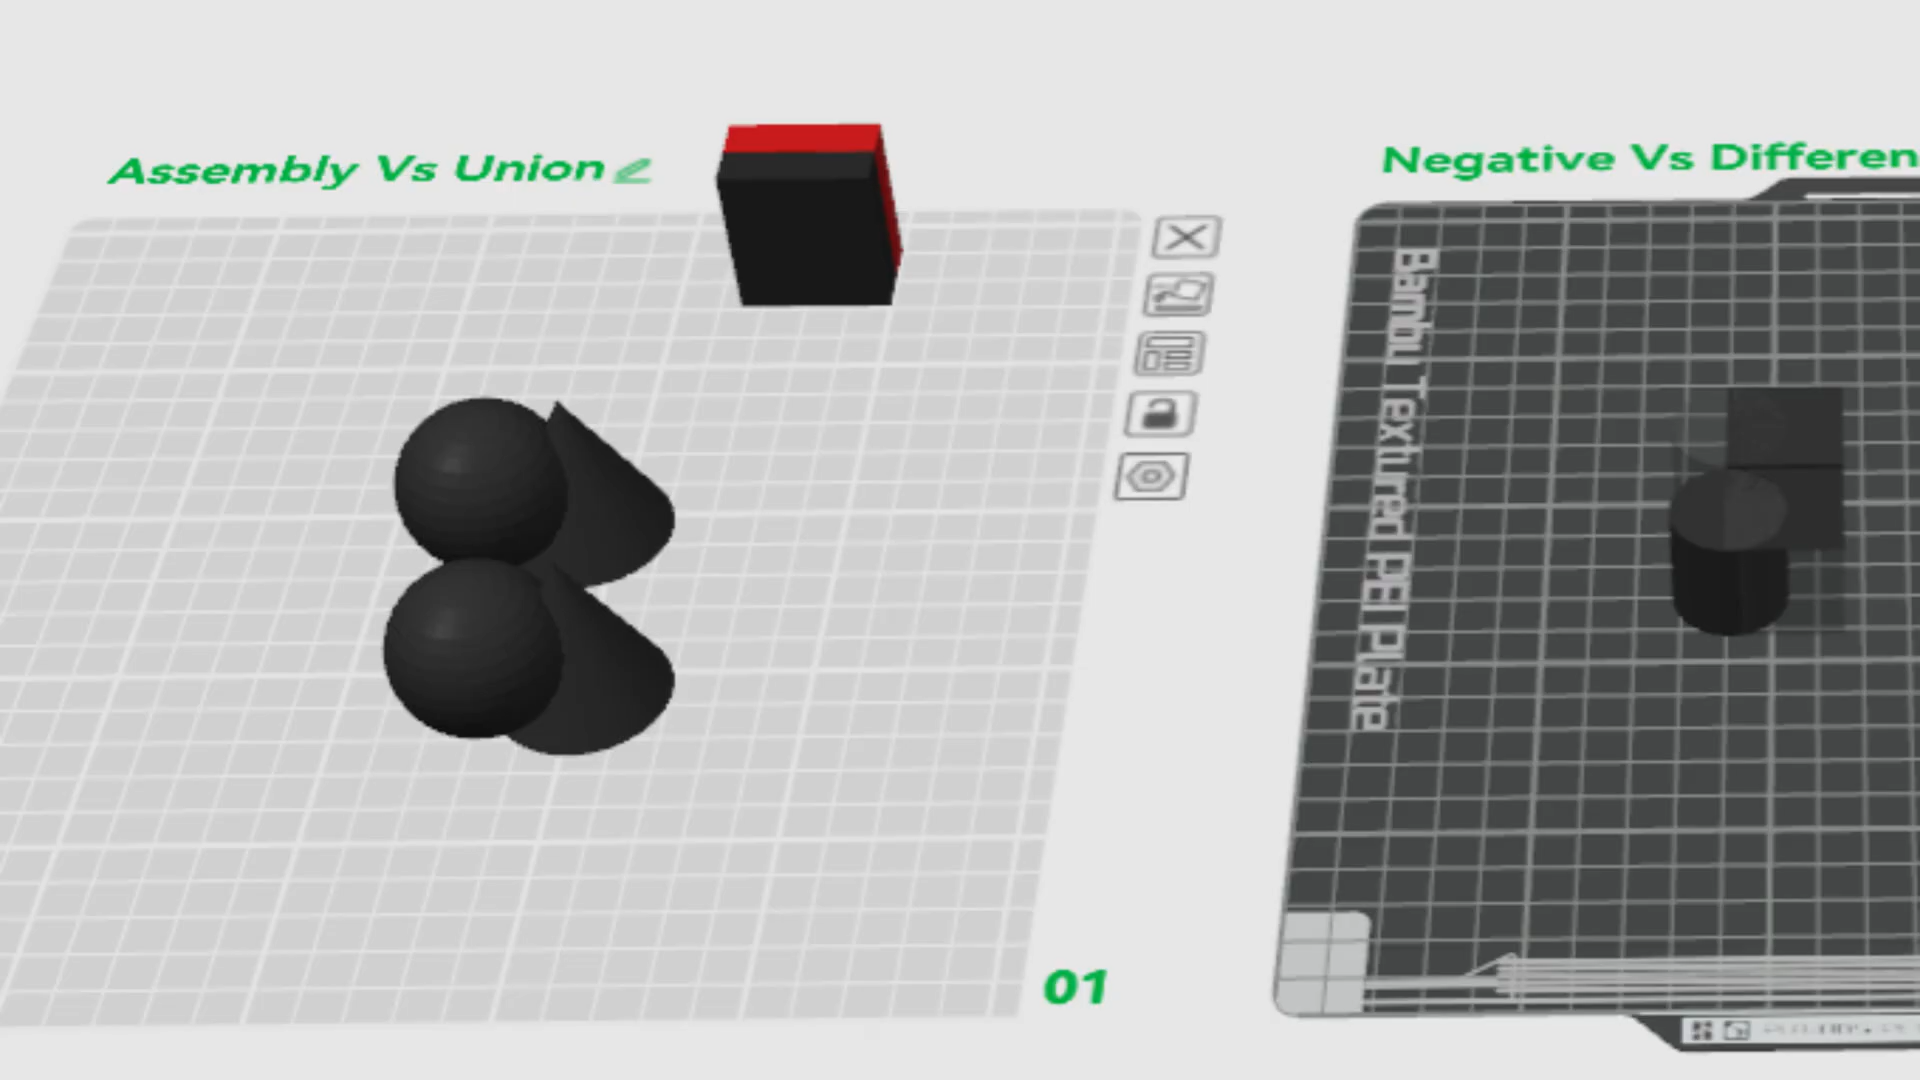 Assembly Vs Union
Negative Vs Differen
Bambu Textured PEI Plate
01